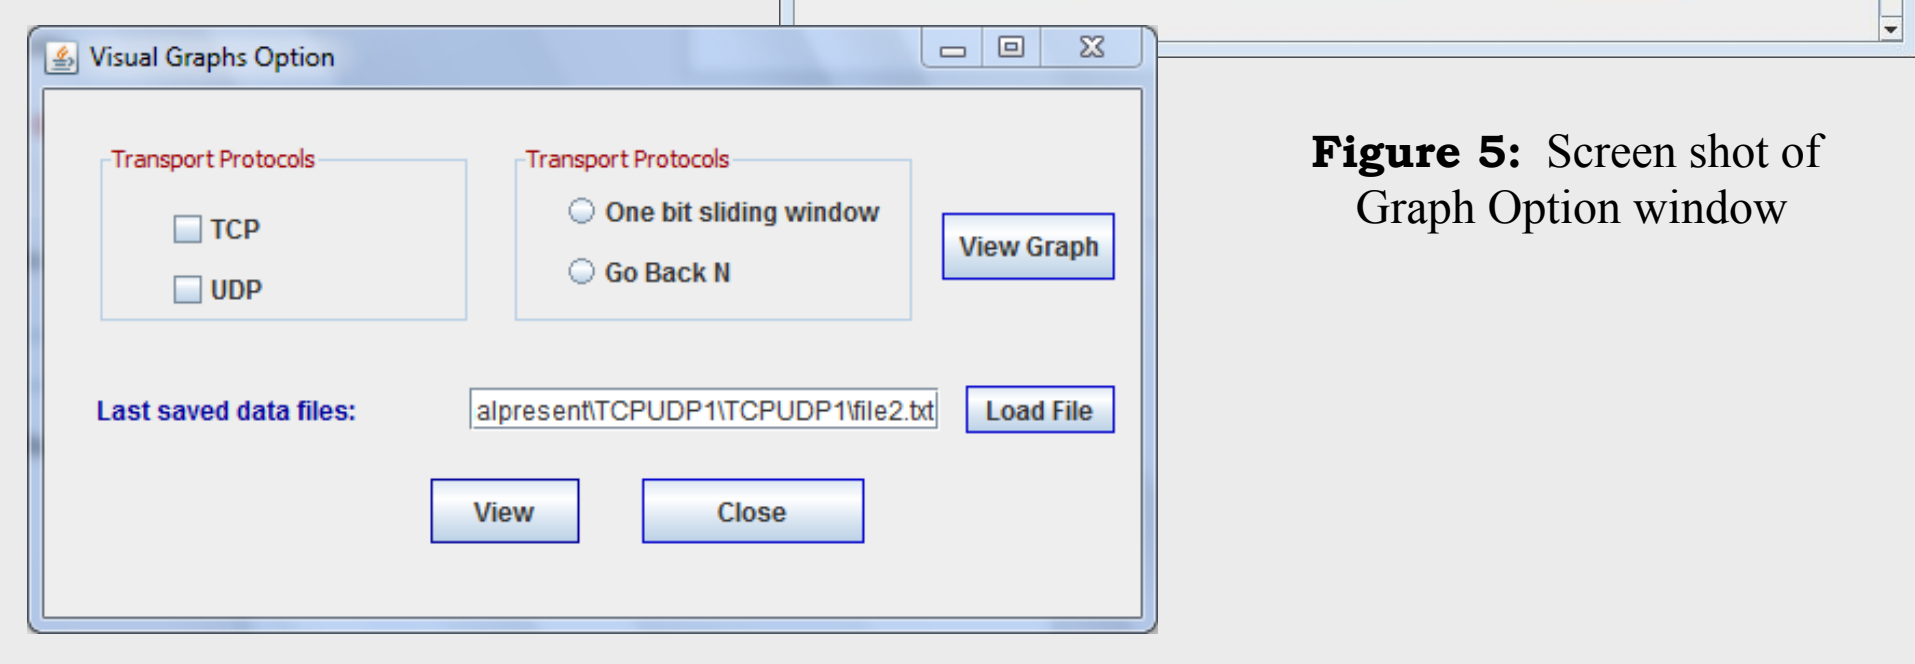 Visual Graphs Option
Transport Protocols
TCP
UDP
Transport Protocols
One bit sliding window
Go Back N
View Graph
Last saved data files:
alpresent\TCPUDP1\TCPUDP1\file2.txt
Load File
View
Close
Figure 5: Screen shot of
Graph Option window